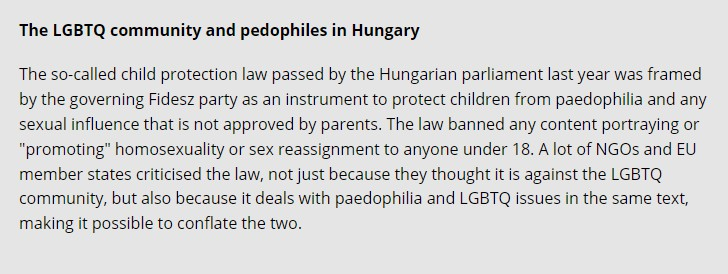 The LGBTQ community and pedophiles in Hungary
The so-called child protection law passed by the Hungarian parliament last year was framed
by the governing Fidesz party as an instrument to protect children from paedophilia and any
sexual influence that is not approved by parents. The law banned any content portraying or
"promoting" homosexuality or sex reassignment to anyone under 18. A lot of NGOs and EU
member states criticised the law, not just because they thought it is against the LGBTQ
community, but also because it deals with paedophilia and LGBTQ issues in the same text,
making it possible to conflate the two.